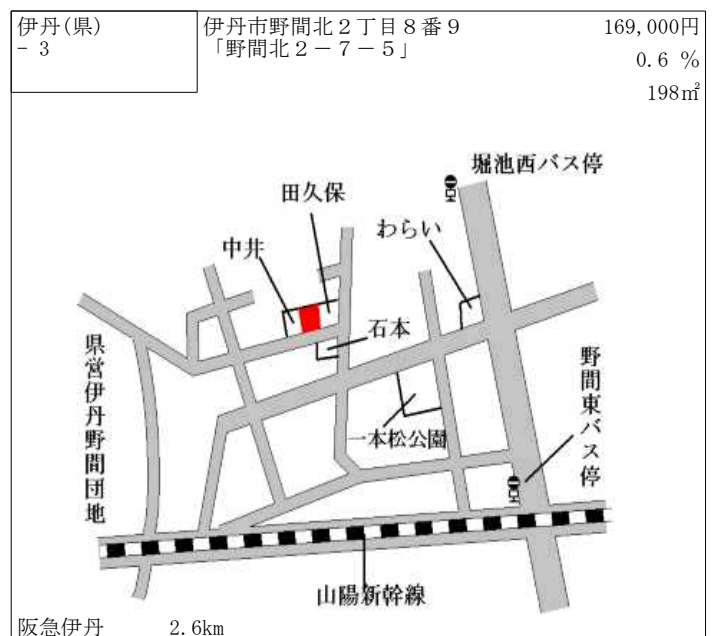 伊丹(県)
- 3
伊丹市野間北２丁目８番９
「野間北２－７－５」
169,000円
0.6 %
198㎡
堀池西バス停
田久保
わらい
中井
石本
県営伊丹野間団地
野間東バス停
一本松公園
山陽新幹線
阪急伊丹 2.6km